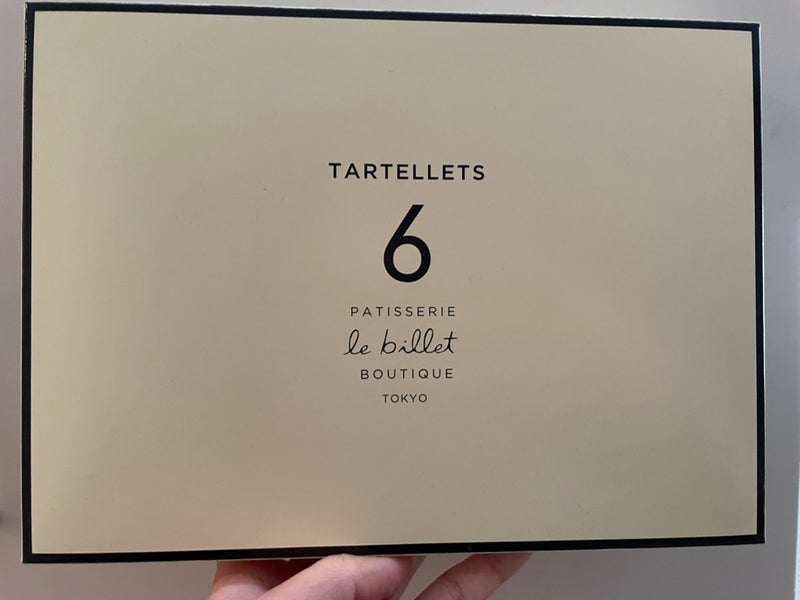 TARTELLETS
6
PATISSERIE
le billet
BOUTIQUE
TOKYO